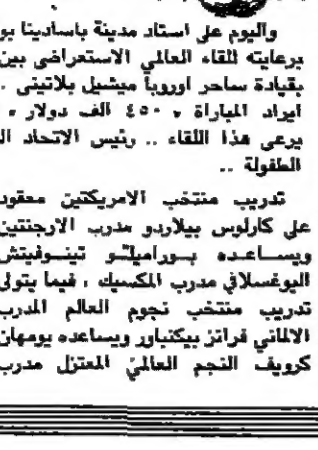 واليوم على استاد مدينة باسادينا بو
برعايته للقاء العالمي الاستعراضي بين
بقيادة ساحر اوروبا ميشيل بلاتيني .
ايراد المباراة « ٤٥٠ الف دولار »
يرعى هذا اللقاء .. رئيس الاتحاد الـ
الطفولة ..
تدريب منتخب الامريكتين معقود
على كارلوس بيلاردو مدرب الارجنتين
ويساعده بوراميلتو تينوفيتش
اليوغسلافي مدرب المكسيك ، فيما يتولى
تدريب منتخب نجوم العالم المدرب
الالماني فرانز بيكنباور ويساعده يومهان
كرويف النجم العالمي المعتزل مدرب